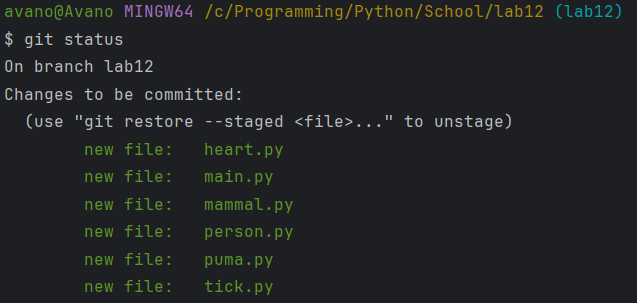 avano@Avano MINGW64 /c/Programming/Python/School/lab12 (lab12)
$ git status
On branch lab12
Changes to be committed:
  (use "git restore --staged <file>..." to unstage)
        new file:   heart.py
        new file:   main.py
        new file:   mammal.py
        new file:   person.py
        new file:   puma.py
        new file:   tick.py